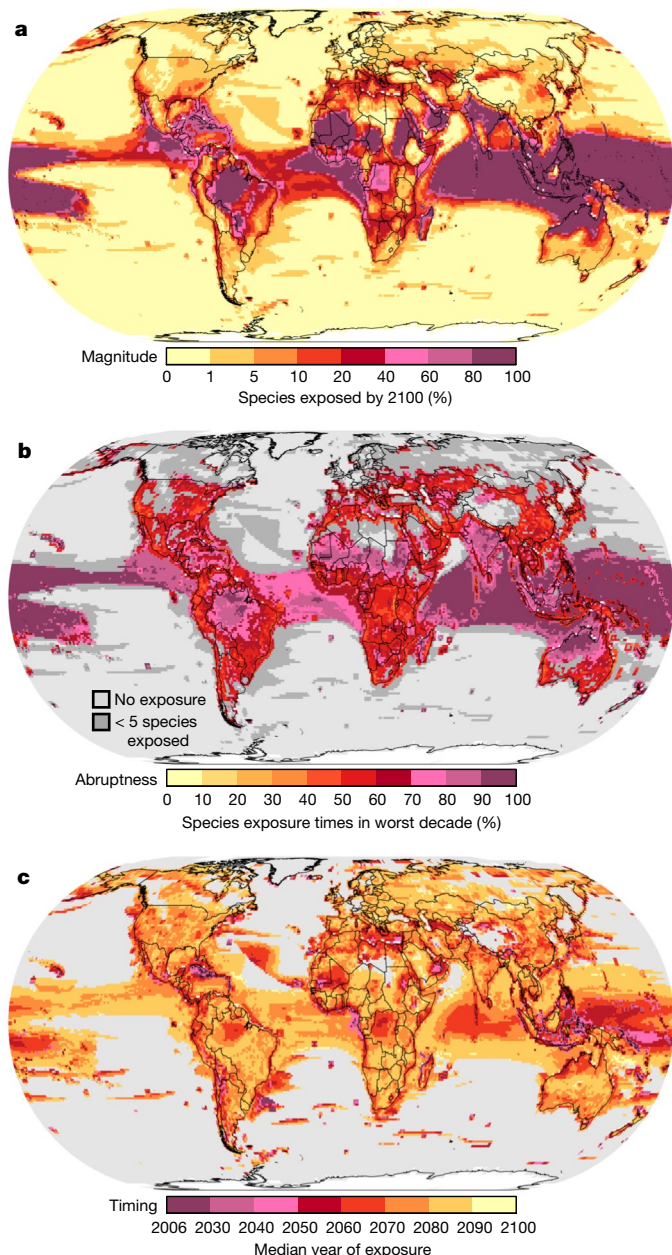 a
Magnitude
0 1 5 10 20 40 60 80 100
Species exposed by 2100 (%)
b
No exposure
< 5 species
exposed
Abruptness
0 10 20 30 40 50 60 70 80 90 100
Species exposure times in worst decade (%)
c
Timing
2006 2030 2040 2050 2060 2070 2080 2090 2100
Median year of exposure